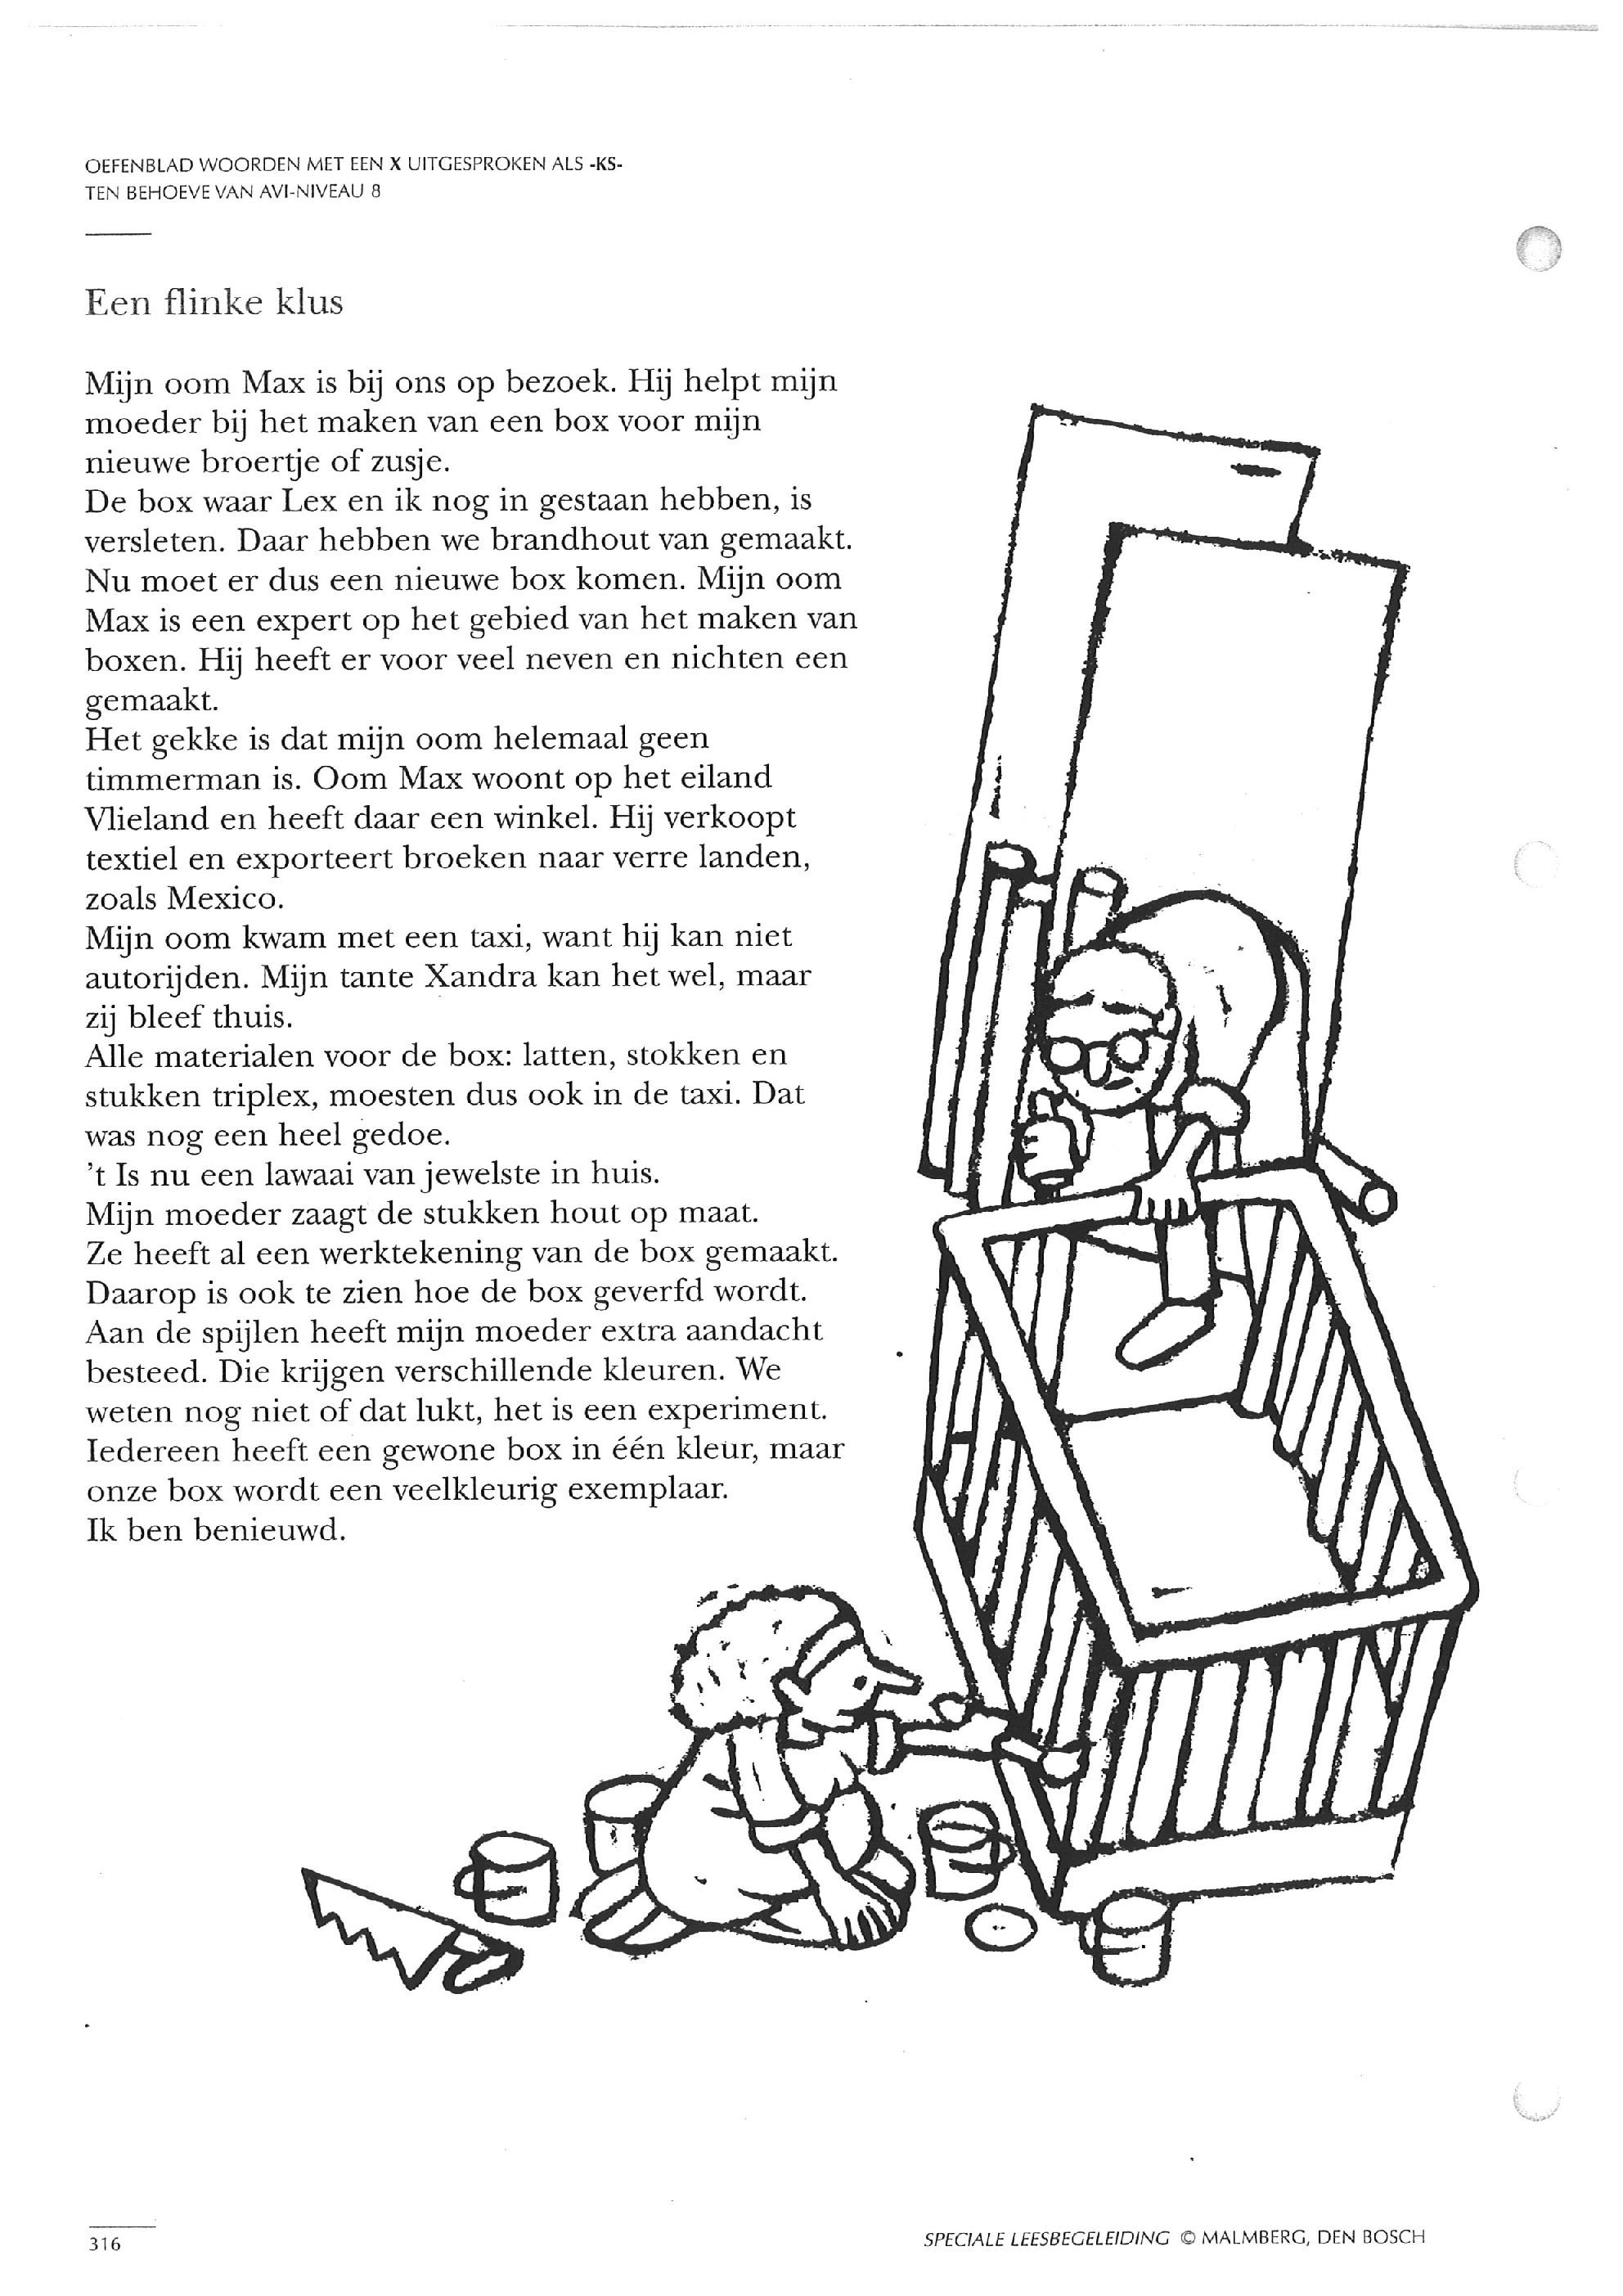 OEFENBLAD WOORDEN MET EEN X UITGESPROKEN ALS -KS-
TEN BEHOEVE VAN AVI-NIVEAU 8
Een flinke klus
Mijn oom Max is bij ons op bezoek. Hij helpt mijn
moeder bij het maken van een box voor mijn
nieuwe broertje of zusje.
De box waar Lex en ik nog in gestaan hebben, is
versleten. Daar hebben we brandhout van gemaakt.
Nu moet er dus een nieuwe box komen. Mijn oom
Max is een expert op het gebied van het maken van
boxen. Hij heeft er voor veel neven en nichten een
gemaakt.
Het gekke is dat mijn oom helemaal geen
timmerman is. Oom Max woont op het eiland
Vlieland en heeft daar een winkel. Hij verkoopt
textiel en exporteert broeken naar verre landen,
zoals Mexico.
Mijn oom kwam met een taxi, want hij kan niet
autorijden. Mijn tante Xandra kan het wel, maar
zij bleef thuis.
Alle materialen voor de box: latten, stokken en
stukken triplex, moesten dus ook in de taxi. Dat
was nog een heel gedoe.
't Is nu een lawaai van jewelste in huis.
Mijn moeder zaagt de stukken hout op maat.
Ze heeft al een werktekening van de box gemaakt.
Daarop is ook te zien hoe de box geverfd wordt.
Aan de spijlen heeft mijn moeder extra aandacht
besteed. Die krijgen verschillende kleuren. We
weten nog niet of dat lukt, het is een experiment.
Iedereen heeft een gewone box in één kleur, maar
onze box wordt een veelkleurig exemplaar.
Ik ben benieuwd.
316
SPECIALE LEESBEGELEIDING © MALMBERG, DEN BOSCH